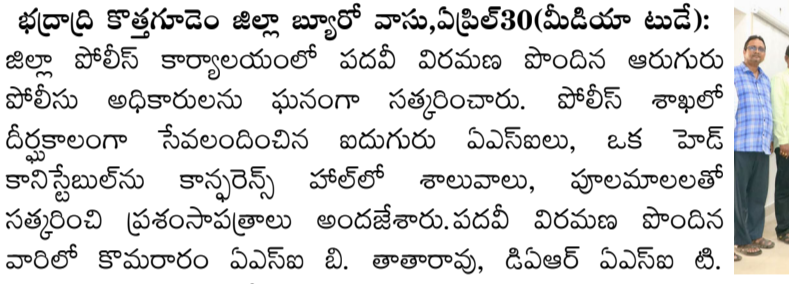 భద్రాద్రి కొత్తగూడెం జిల్లా బ్యూరో వాసు,ఏప్రిల్30(మీడియా టుడే):
జిల్లా పోలీస్ కార్యాలయంలో పదవీ విరమణ పొందిన ఆరుగురు
పోలీసు అధికారులను ఘనంగా సత్కరించారు. పోలీస్ శాఖలో
దీర్ఘకాలంగా సేవలందించిన ఐదుగురు ఏఎస్ఐలు, ఒక హెడ్
కానిస్టేబుల్‌ను కాన్ఫరెన్స్ హాల్‌లో శాలువాలు, పూలమాలలతో
సత్కరించి ప్రశంసాపత్రాలు అందజేశారు.పదవీ విరమణ పొందిన
వారిలో కొమరారం ఏఎస్ఐ బి. తాతారావు, డిఏఆర్ ఏఎస్ఐ టి.